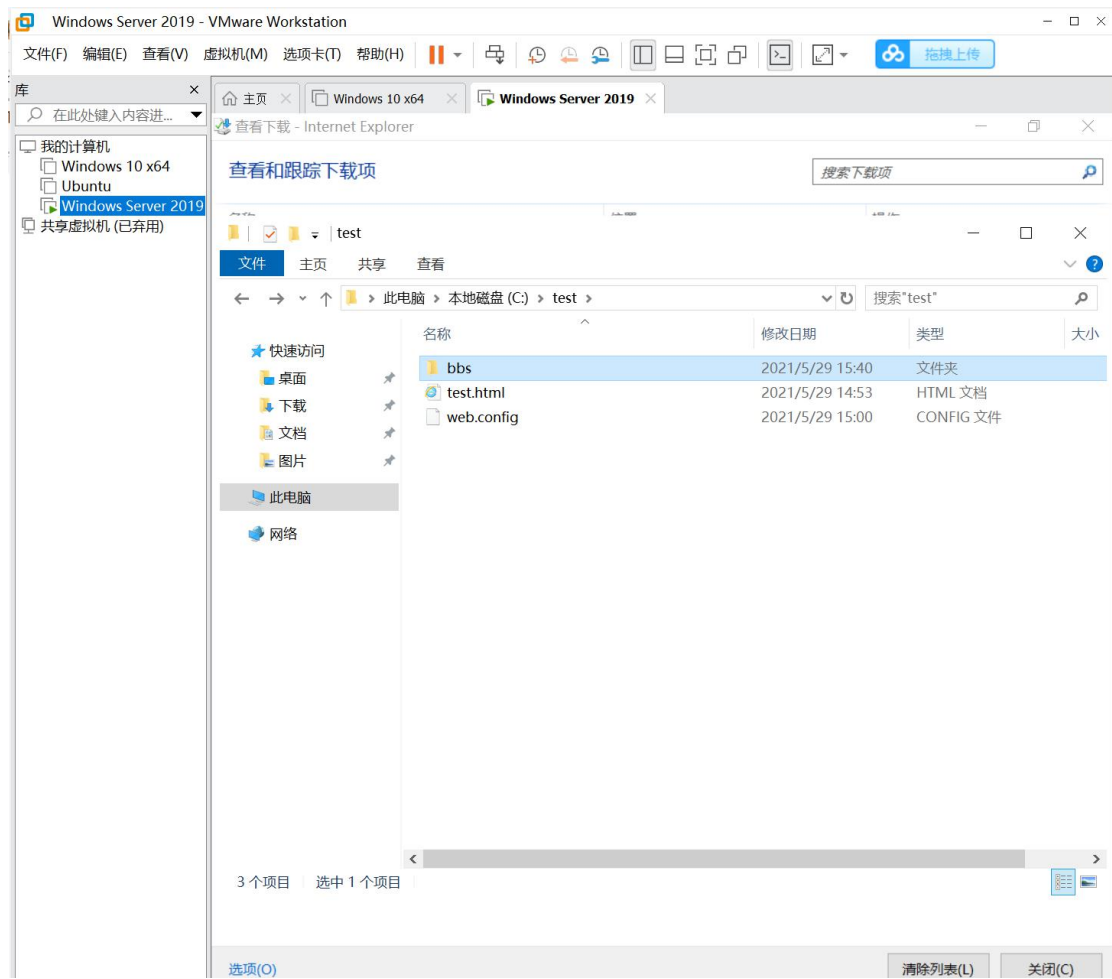 Windows Server 2019 - VMware Workstation
文件(F) 编辑(E) 查看(V) 虚拟机(M) 选项卡(T) 帮助(H) 拖拽上传
库
在此处键入内容进...
我的计算机
Windows 10 x64
Ubuntu
Windows Server 2019
共享虚拟机 (已弃用)
主页 Windows 10 x64 Windows Server 2019
查看下载 - Internet Explorer
查看和跟踪下载项 搜索下载项
test
文件 主页 共享 查看
此电脑 本地磁盘 (C:) test 搜索"test"
名称 修改日期 类型 大小
快速访问
桌面
下载
文档
图片
此电脑
网络
bbs 2021/5/29 15:40 文件夹
test.html 2021/5/29 14:53 HTML 文档
web.config 2021/5/29 15:00 CONFIG 文件
3 个项目 选中 1 个项目
选项(O) 清除列表(L) 关闭(C)